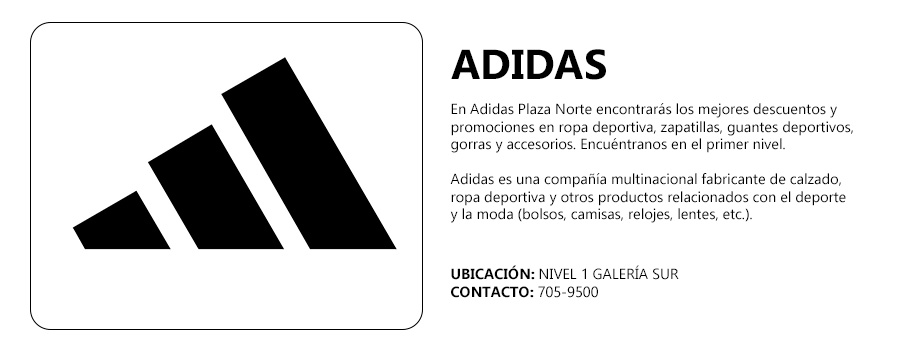 ADIDAS
En Adidas Plaza Norte encontrarás los mejores descuentos y
promociones en ropa deportiva, zapatillas, guantes deportivos,
gorras y accesorios. Encuéntranos en el primer nivel.
Adidas es una compañía multinacional fabricante de calzado,
ropa deportiva y otros productos relacionados con el deporte
y la moda (bolsos, camisas, relojes, lentes, etc.).
UBICACIÓN: NIVEL 1 GALERÍA SUR
CONTACTO: 705-9500